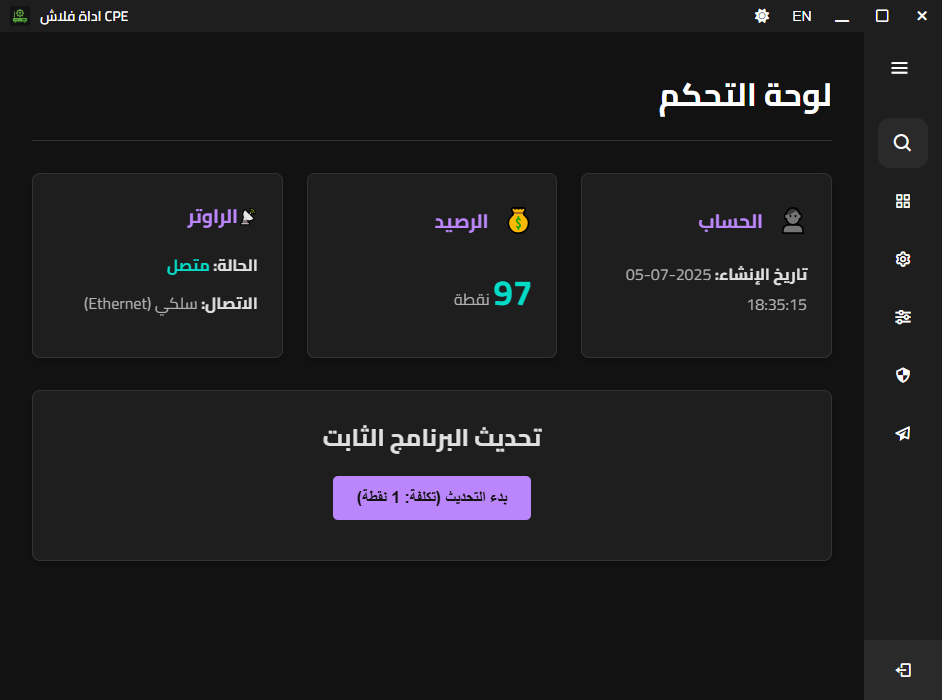 CPE اداة فلاش
EN
لوحة التحكم
الحساب
تاريخ الإنشاء: 2025-07-05
18:35:15
الرصيد
97 نقطة
الراوتر
الحالة: متصل
الاتصال: سلكي (Ethernet)
تحديث البرنامج الثابت
بدء التحديث (تكلفة: 1 نقطة)